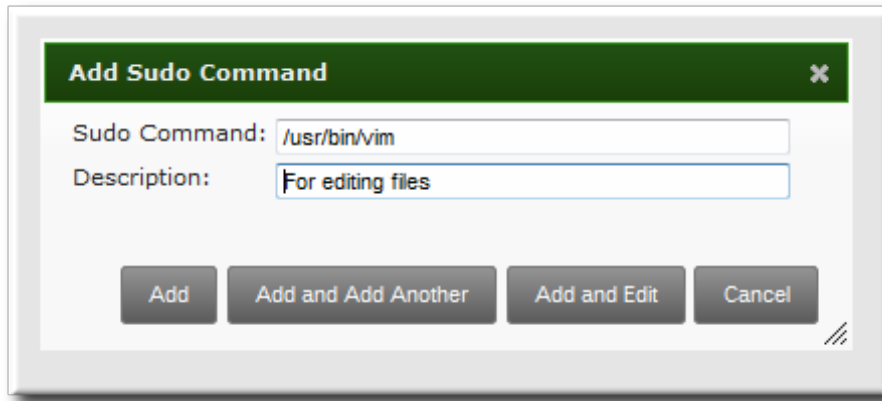 Add Sudo Command
Sudo Command: /usr/bin/vim
Description: For editing files
Add Add and Add Another Add and Edit Cancel